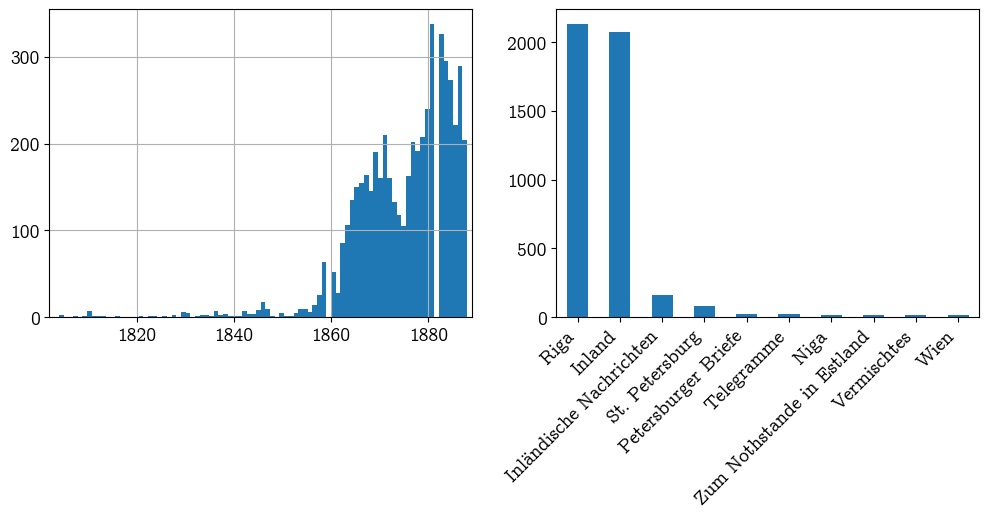 300
200
100
0
1820 1840 1860 1880
2000
1500
1000
500
0
Riga
Inland
Inländische Nachrichten
St. Petersburg
Petersburger Briefe
Telegramme
Niga
Zum Nothstande in Estland
Vermischtes
Wien